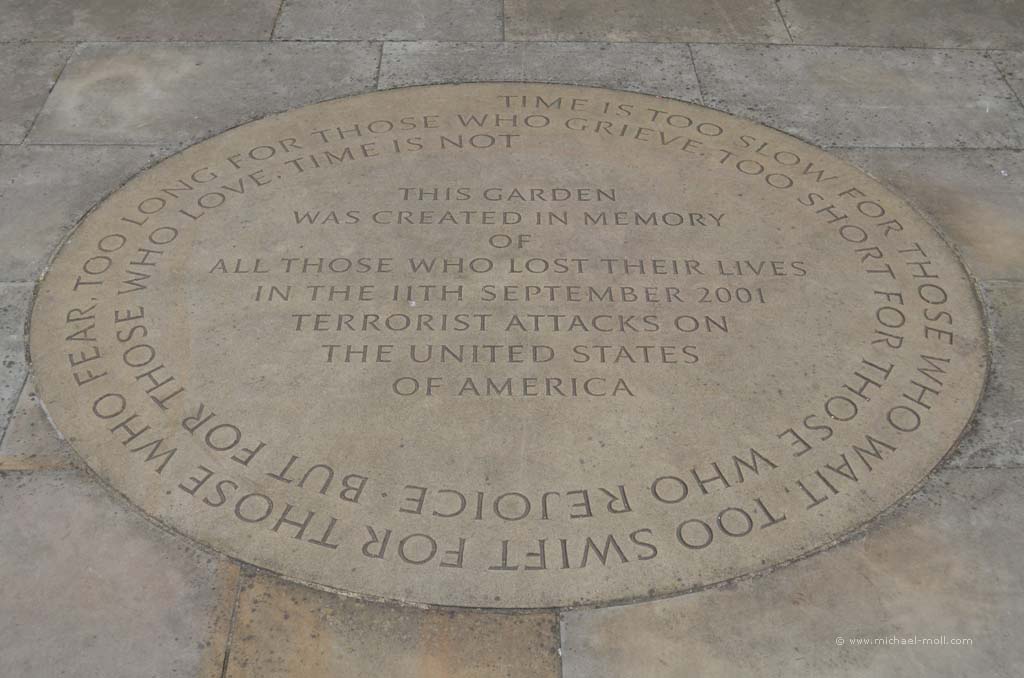 TIME IS TOO SLOW FOR THOSE WHO WAIT, TOO SWIFT FOR THOSE WHO FEAR, TOO LONG FOR THOSE WHO GRIEVE, TOO SHORT FOR THOSE WHO REJOICE. BUT FOR THOSE WHO LOVE, TIME IS NOT
THIS GARDEN
WAS CREATED IN MEMORY
OF
ALL THOSE WHO LOST THEIR LIVES
IN THE 11TH SEPTEMBER 2001
TERRORIST ATTACKS ON
THE UNITED STATES
OF AMERICA
© www.michael-moll.com